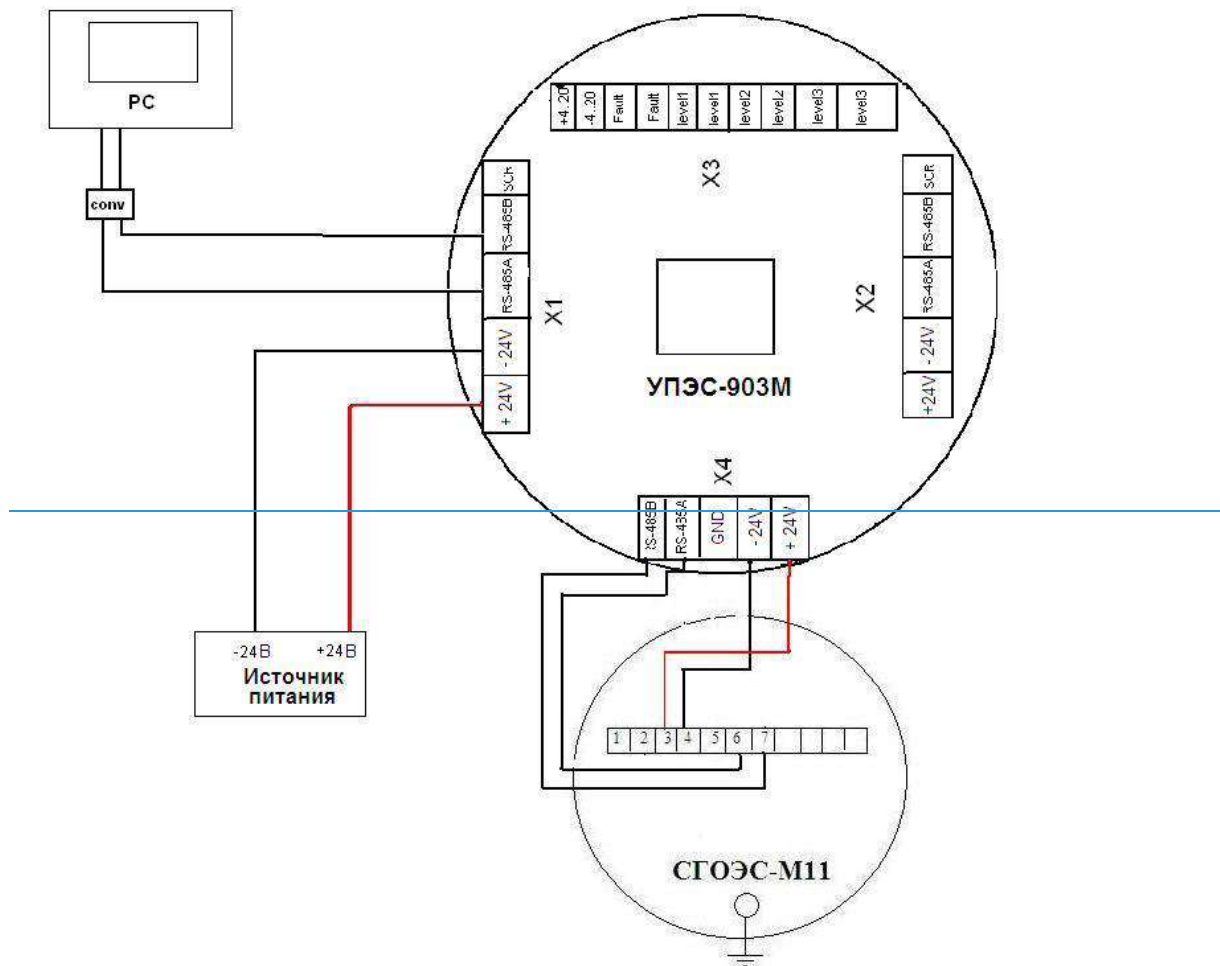 PC
conv
+4..20
-4..20
Fault
Fault
level1
level1
level2
level2
level3
level3
X3
SCR
RS-485B
RS-485A
- 24V
+ 24V
X1
SCR
RS-485B
RS-485A
- 24V
+24V
X2
УПЭС-903М
X4
RS-485B
RS-485A
GND
- 24V
+ 24V
-24В +24В
Источник
питания
1 2 3 4 5 6 7
СГОЭС-М11